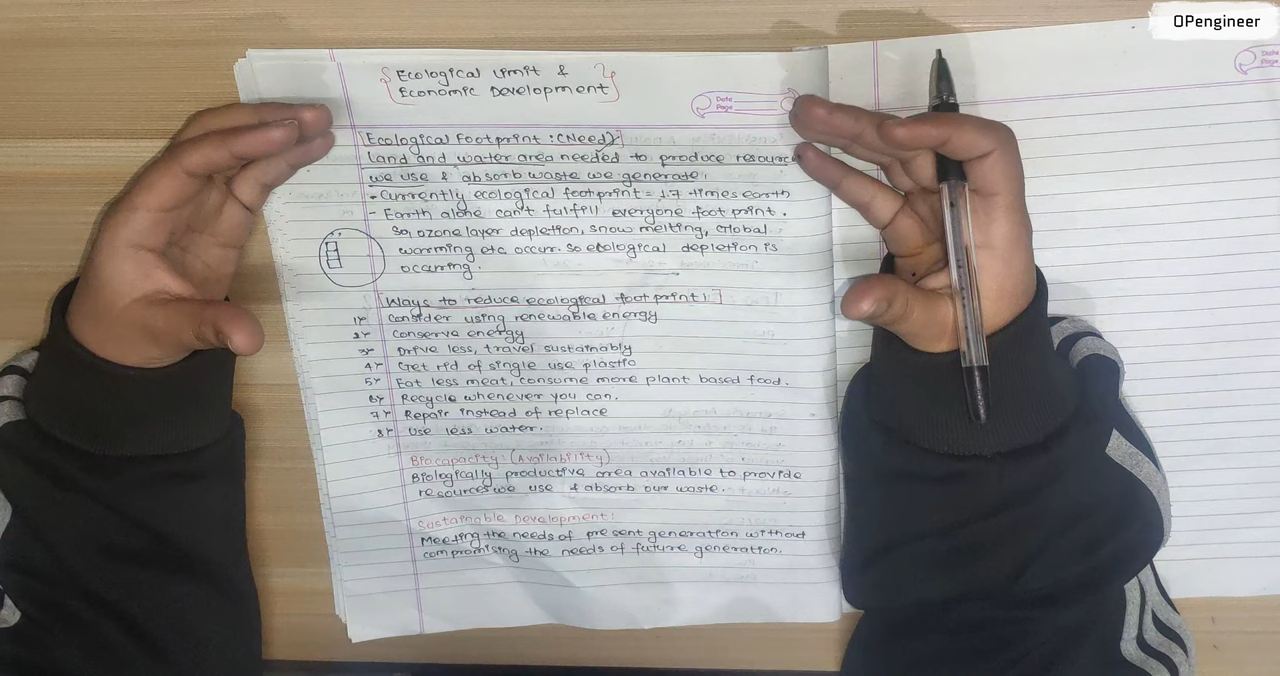 OPengineer
Ecological Limit &
Economic Development
Date
Page
Date
Page
Ecological Footprint : (Need)
Land and water area needed to produce resource
we use & absorb waste we generate.
- Currently ecological footprint = 1.7 times earth
- Earth alone can't fulfill everyone foot print.
so, ozone layer depletion, snow melting, Global
warming etc occur. so ecological depletion is
ocarring.
Ways to reduce ecological foot print:
1) Consider using renewable energy
2) Conserve energy
3) Drive less, travel sustainably
4) Get rid of single use plastic
5) Eat less meat, consume more plant based food.
6) Recycle whenever you can.
7) Repair instead of replace
8) Use less water.
Biocapacity (Availability)
Biologically productive area available to provide
resources we use & absorb our waste.
Sustainable Development:
Meeting the needs of present generation without
compromising the needs of future generation.